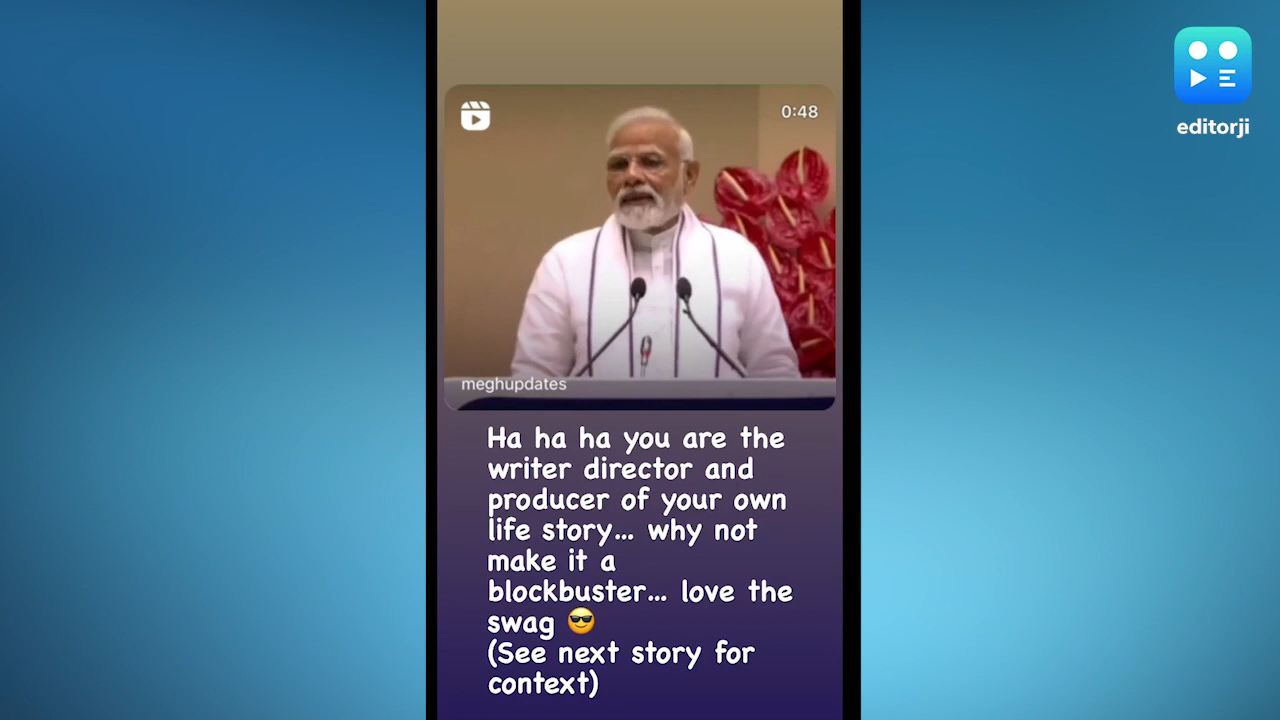 0:48
editorji
meghupdates
Ha ha ha you are the
writer director and
producer of your own
life story... why not
make it a
blockbuster... love the
swag 😎
(See next story for
context)